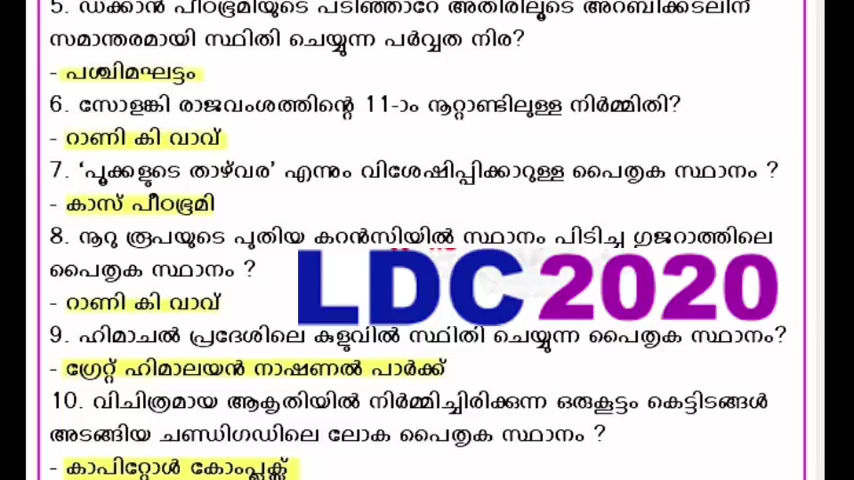 5. ഡക്കാൻ പീഠഭൂമിയുടെ പടിഞ്ഞാറേ അതിരിലൂടെ അറബിക്കടലിന്
സമാന്തരമായി സ്ഥിതി ചെയ്യുന്ന പർവ്വത നിര?
- പശ്ചിമഘട്ടം
6. സോളങ്കി രാജവംശത്തിന്റെ 11-ാം നൂറ്റാണ്ടിലുള്ള നിർമ്മിതി?
- റാണി കി വാവ്
7. 'പൂക്കളുടെ താഴ്‌വര' എന്നും വിശേഷിപ്പിക്കാറുള്ള പൈതൃക സ്ഥാനം ?
- കാസ് പീഠഭൂമി
8. നൂറു രൂപയുടെ പുതിയ കറൻസിയിൽ സ്ഥാനം പിടിച്ച ഗുജറാത്തിലെ
പൈതൃക സ്ഥാനം ?
LDC 2020
- റാണി കി വാവ്
9. ഹിമാചൽ പ്രദേശിലെ കുളുവിൽ സ്ഥിതി ചെയ്യുന്ന പൈതൃക സ്ഥാനം?
- ഗ്രേറ്റ് ഹിമാലയൻ നാഷണൽ പാർക്ക്
10. വിചിത്രമായ ആകൃതിയിൽ നിർമ്മിച്ചിരിക്കുന്ന ഒരുകൂട്ടം കെട്ടിടങ്ങൾ
അടങ്ങിയ ചണ്ഡിഗഡിലെ ലോക പൈതൃക സ്ഥാനം ?
- കാപിറ്റോൾ കോംപ്ലക്സ്